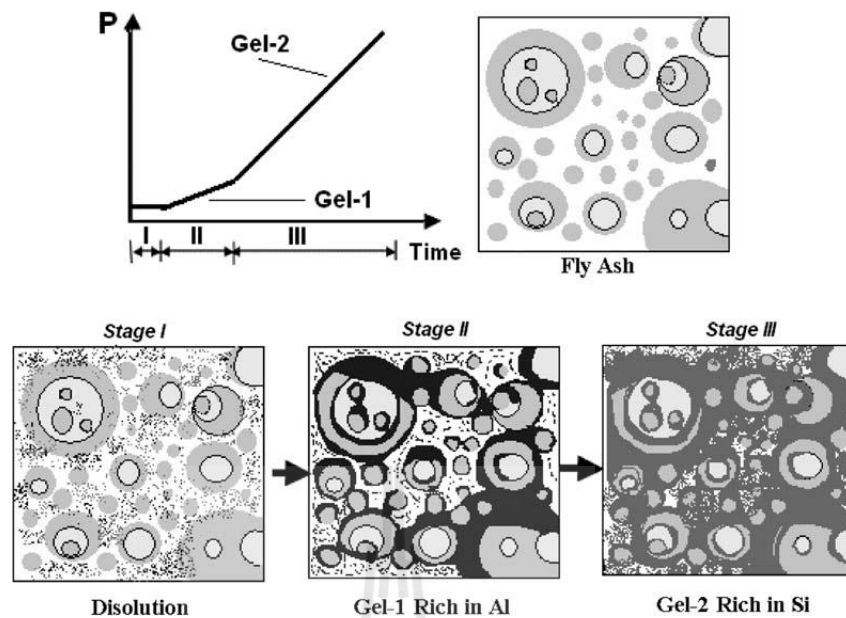 P
Gel-2
Gel-1
I II III
Time
Fly Ash
Stage I
Stage II
Stage III
Disolution
Gel-1 Rich in Al
Gel-2 Rich in Si